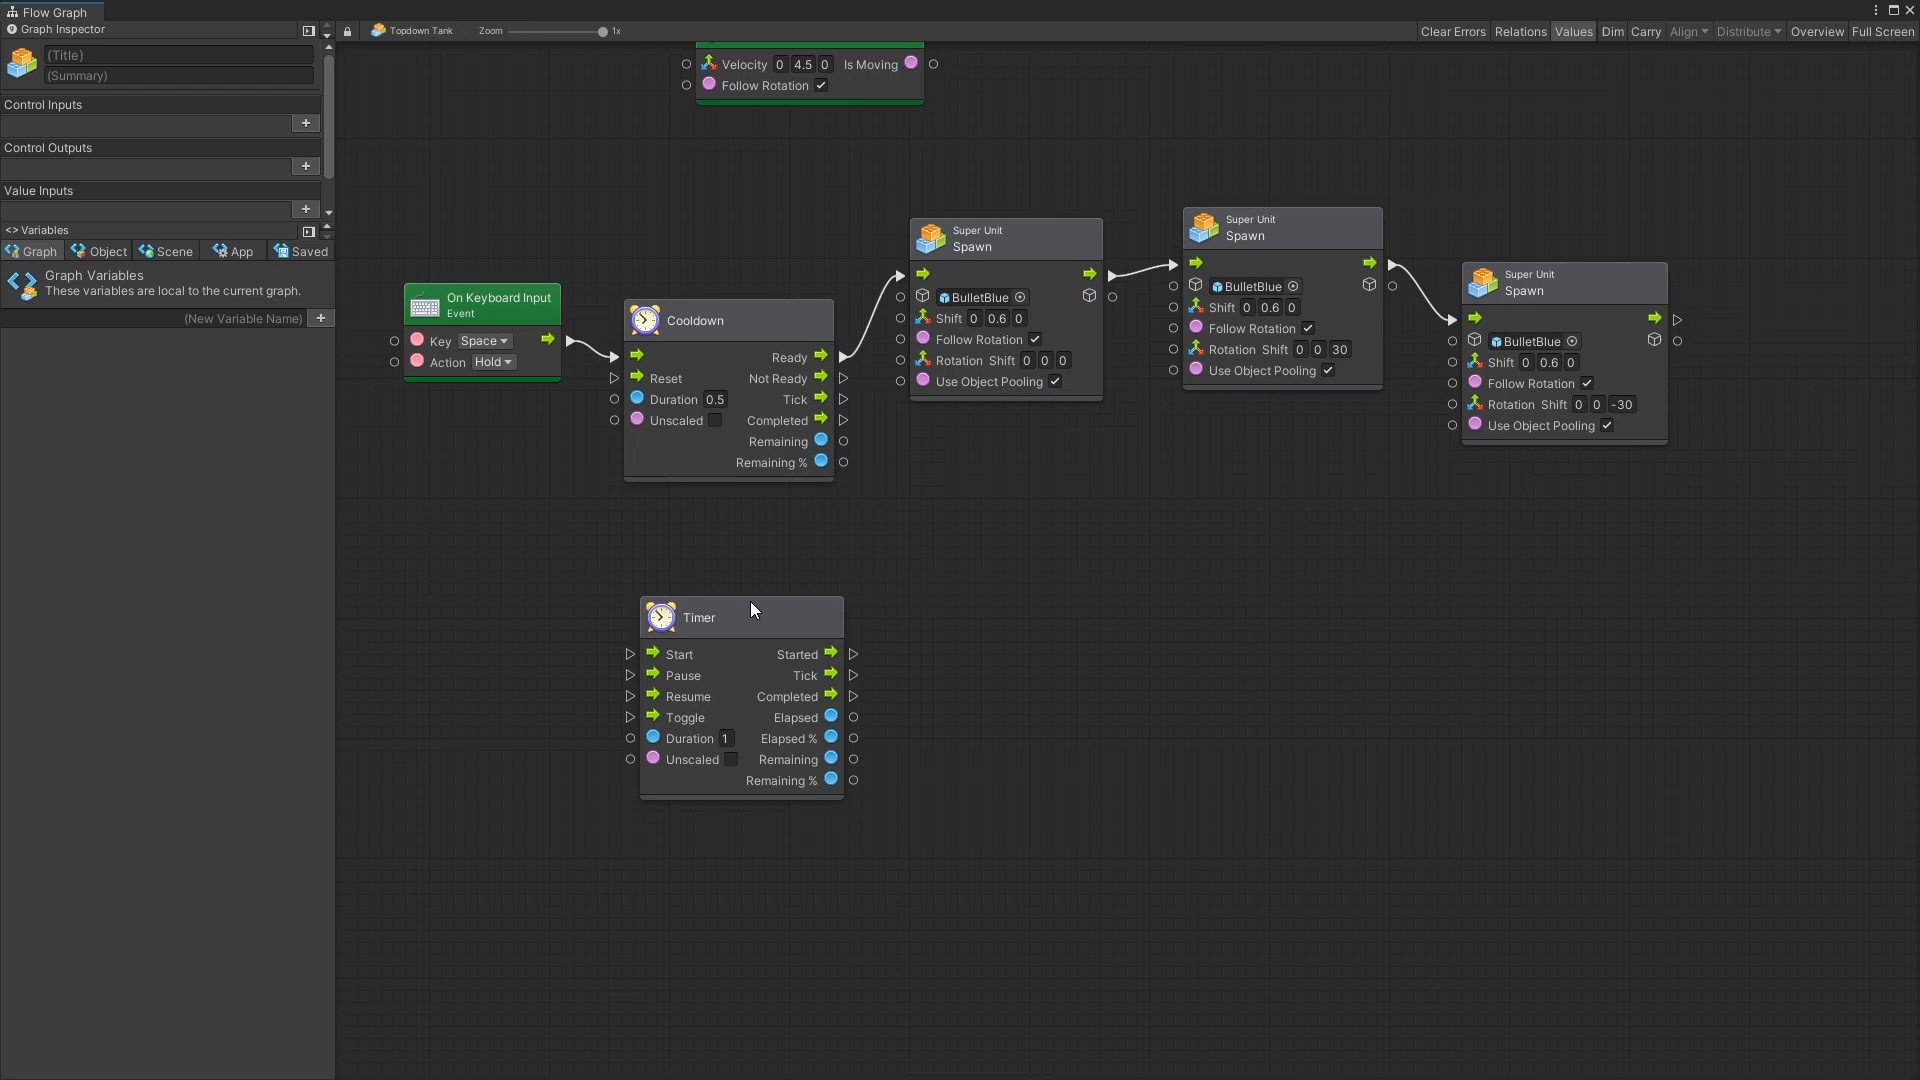 Flow Graph
Graph Inspector
Topdown Tank
Zoom
1x
Clear Errors
Relations
Values
Dim
Carry
Align
Distribute
Overview
Full Screen
(Title)
(Summary)
Control Inputs
+
Control Outputs
+
Value Inputs
+
<> Variables
Graph
Object
Scene
App
Saved
Graph Variables
These variables are local to the current graph.
(New Variable Name)
+
Velocity 0 4.5 0 Is Moving
Follow Rotation
On Keyboard Input
Event
Key Space
Action Hold
Cooldown
Ready
Reset Not Ready
Duration 0.5 Tick
Unscaled Completed
Remaining
Remaining %
Super Unit
Spawn
BulletBlue
Shift 0 0.6 0
Follow Rotation
Rotation Shift 0 0 0
Use Object Pooling
Super Unit
Spawn
BulletBlue
Shift 0 0.6 0
Follow Rotation
Rotation Shift 0 0 30
Use Object Pooling
Super Unit
Spawn
BulletBlue
Shift 0 0.6 0
Follow Rotation
Rotation Shift 0 0 -30
Use Object Pooling
Timer
Start Started
Pause Tick
Resume Completed
Toggle Elapsed
Duration 1 Elapsed %
Unscaled Remaining
Remaining %